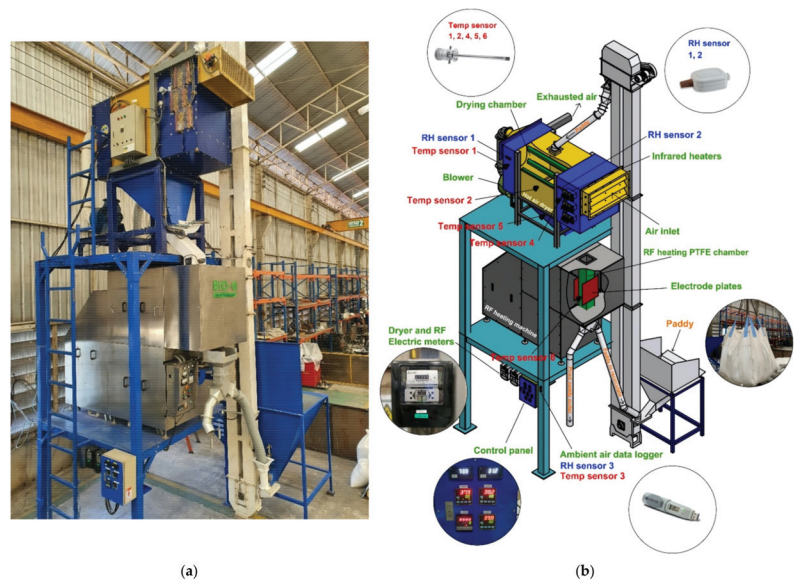 Temp sensor
1, 2, 4, 5, 6
RH sensor
1, 2
Drying chamber
Exhausted air
RH sensor 1
Temp sensor 1
RH sensor 2
Infrared heaters
Blower
Temp sensor 2
Temp sensor 5
Temp sensor 4
Air inlet
RF heating PTFE chamber
Electrode plates
RF heating machine
Paddy
Dryer and RF
Electric meters
Temp sensor 6
Control panel
Ambient air data logger
RH sensor 3
Temp sensor 3
(a)
(b)